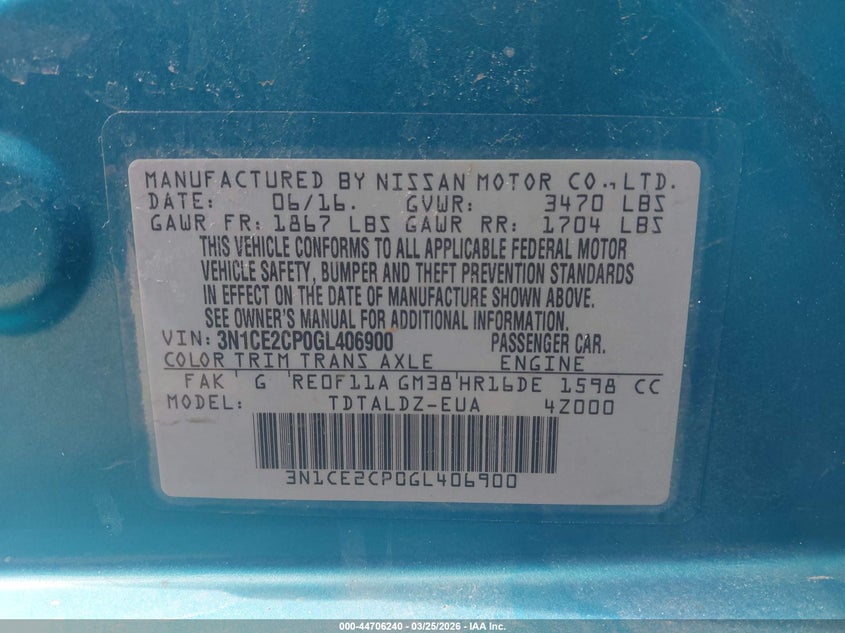 MANUFACTURED BY NISSAN MOTOR CO., LTD.
DATE: 06/16. GVWR: 3470 LBS
GAWR FR: 1867 LBS GAWR RR: 1704 LBS
THIS VEHICLE CONFORMS TO ALL APPLICABLE FEDERAL MOTOR
VEHICLE SAFETY, BUMPER AND THEFT PREVENTION STANDARDS
IN EFFECT ON THE DATE OF MANUFACTURE SHOWN ABOVE.
SEE OWNER'S MANUAL FOR ADDITIONAL INFORMATION.
VIN: 3N1CE2CP0GL406900 PASSENGER CAR.
COLOR TRIM TRANS AXLE ENGINE
FAK G RE0F11A GM38 HR16DE 1598 CC
MODEL: TDTALDZ-EUA 4Z000
3N1CE2CP0GL406900
000-44706240 - 03/25/2026 - IAA Inc.